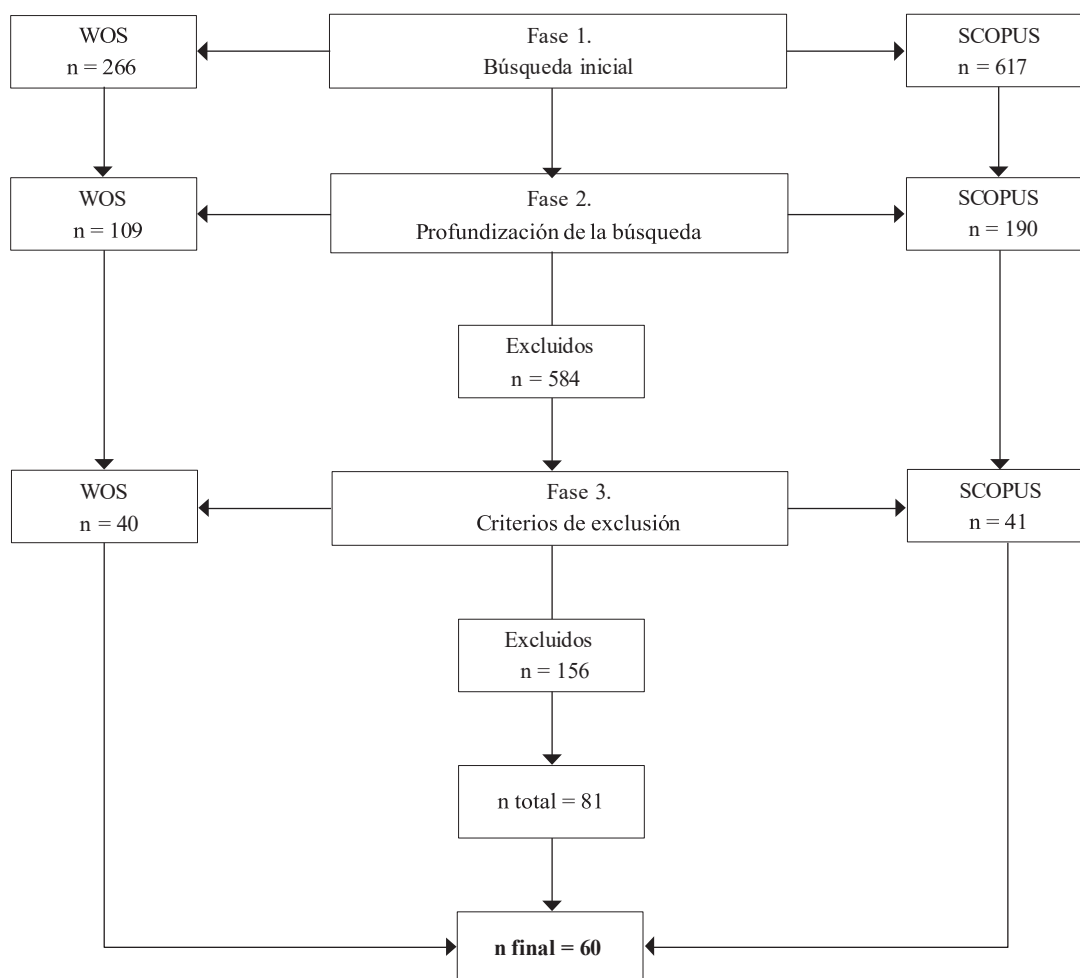 WOS
n = 266
Fase 1.
Búsqueda inicial
SCOPUS
n = 617
WOS
n = 109
Fase 2.
Profundización de la búsqueda
SCOPUS
n = 190
Excluidos
n = 584
WOS
n = 40
Fase 3.
Criterios de exclusión
SCOPUS
n = 41
Excluidos
n = 156
n total = 81
n final = 60